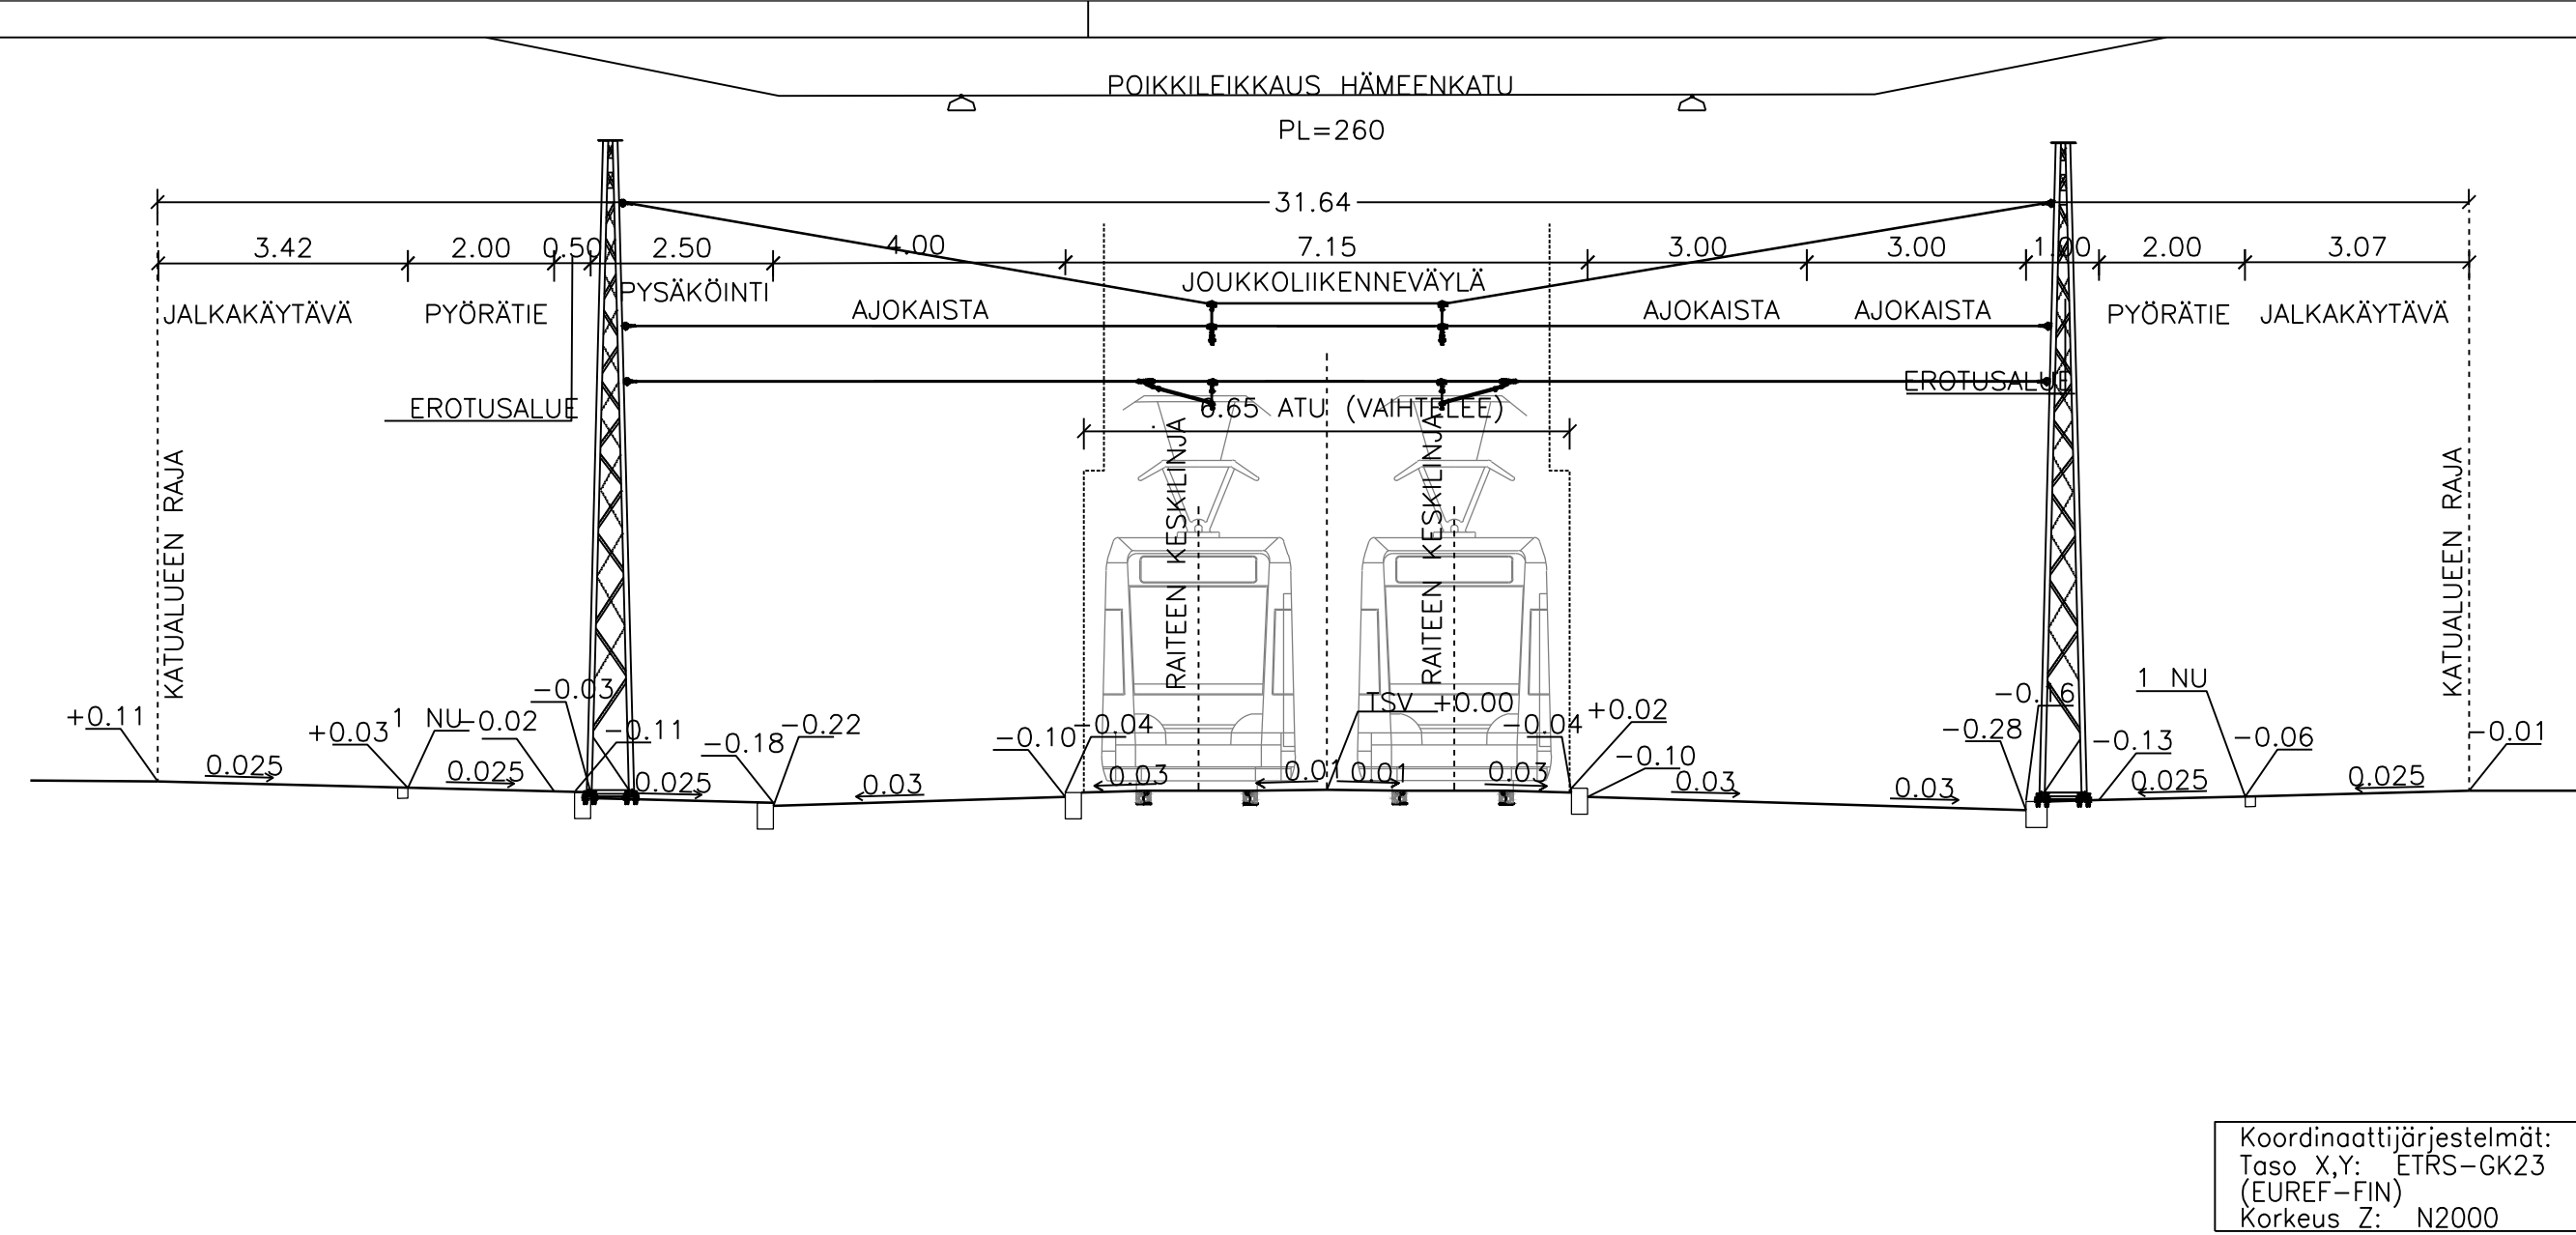 POIKKILEIKKAUS HÄMEENKATU
PL=260
31.64
3.42 2.00 0.50 2.50 4.00 7.15 3.00 3.00 1.00 2.00 3.07
JALKAKÄYTÄVÄ PYÖRÄTIE PYSÄKÖINTI AJOKAISTA JOUKKOLIIKENNEVÄYLÄ AJOKAISTA AJOKAISTA PYÖRÄTIE JALKAKÄYTÄVÄ
EROTUSALUE
EROTUSALUE
6.65 ATU (VAIHTELEE)
KATUALUEEN RAJA
RAITEEN KESKILINJA
RAITEEN KESKILINJA
KATUALUEEN RAJA
+0.11
+0.03
1 NU
-0.02
-0.03
-0.11
-0.18
-0.22
-0.10
-0.04
TSV +0.00
-0.04
+0.02
-0.10
-0.28
-0.16
-0.13
1 NU
-0.06
-0.01
0.025 0.025 0.025 0.03 0.03 0.01 0.01 0.03 0.03 0.03 0.025 0.025
Koordinaattijärjestelmät:
Taso X,Y: ETRS-GK23
(EUREF-FIN)
Korkeus Z: N2000